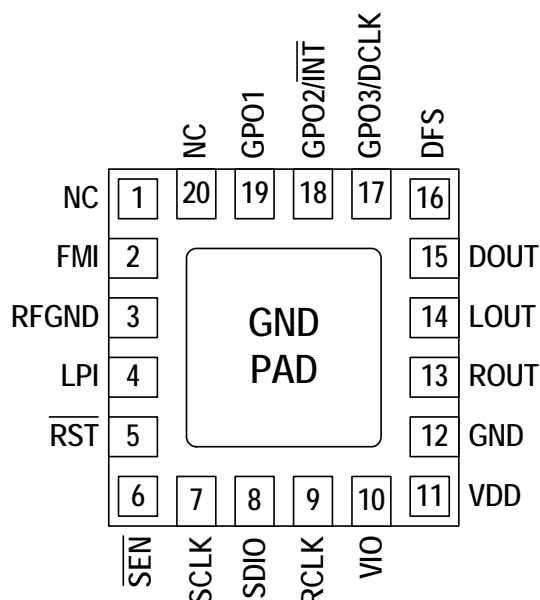 NC
GPO1
GPO2/INT
GPO3/DCLK
DFS
NC 1 20 19 18 17 16
FMI 2 15 DOUT
RFGND 3 GND 14 LOUT
LPI 4 PAD 13 ROUT
RST 5 12 GND
6 7 8 9 10 11 VDD
SEN
SCLK
SDIO
RCLK
VIO